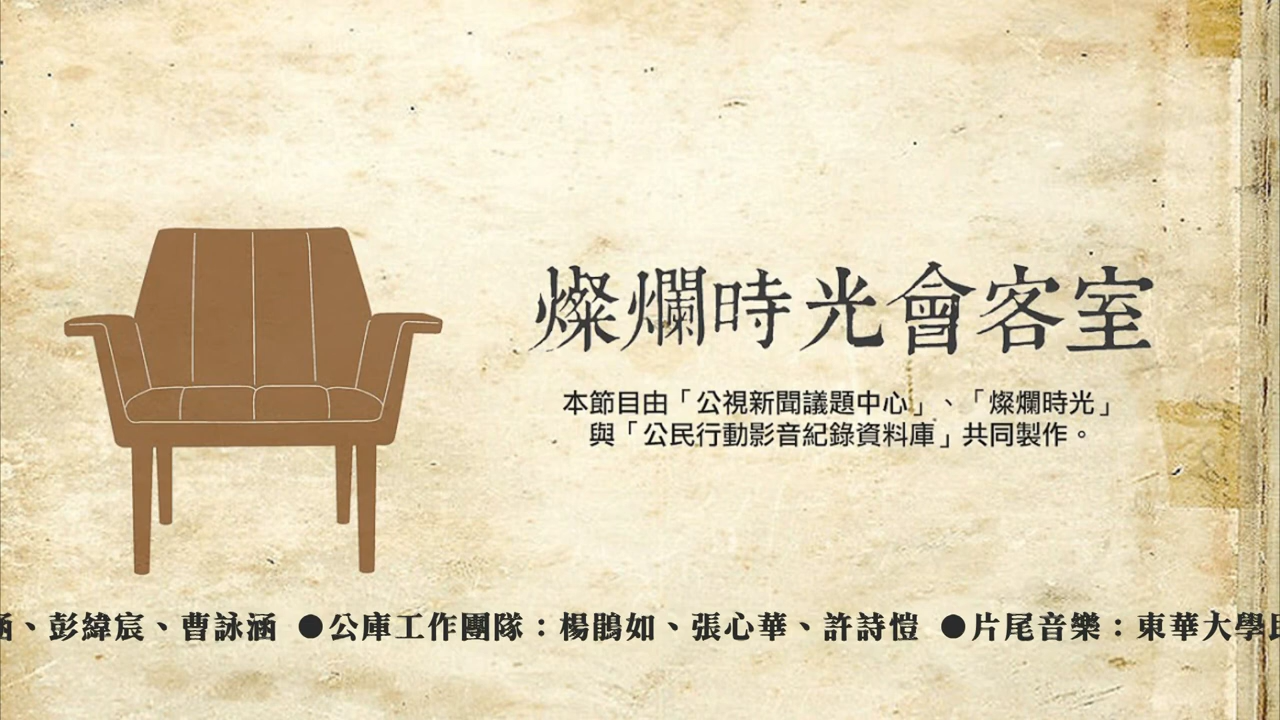 燦爛時光會客室
本節目由「公視新聞議題中心」、「燦爛時光」
與「公民行動影音紀錄資料庫」共同製作。
涵、彭緯宸、曹詠涵 ●公庫工作團隊：楊鵑如、張心華、許詩愷 ●片尾音樂：東華大學民